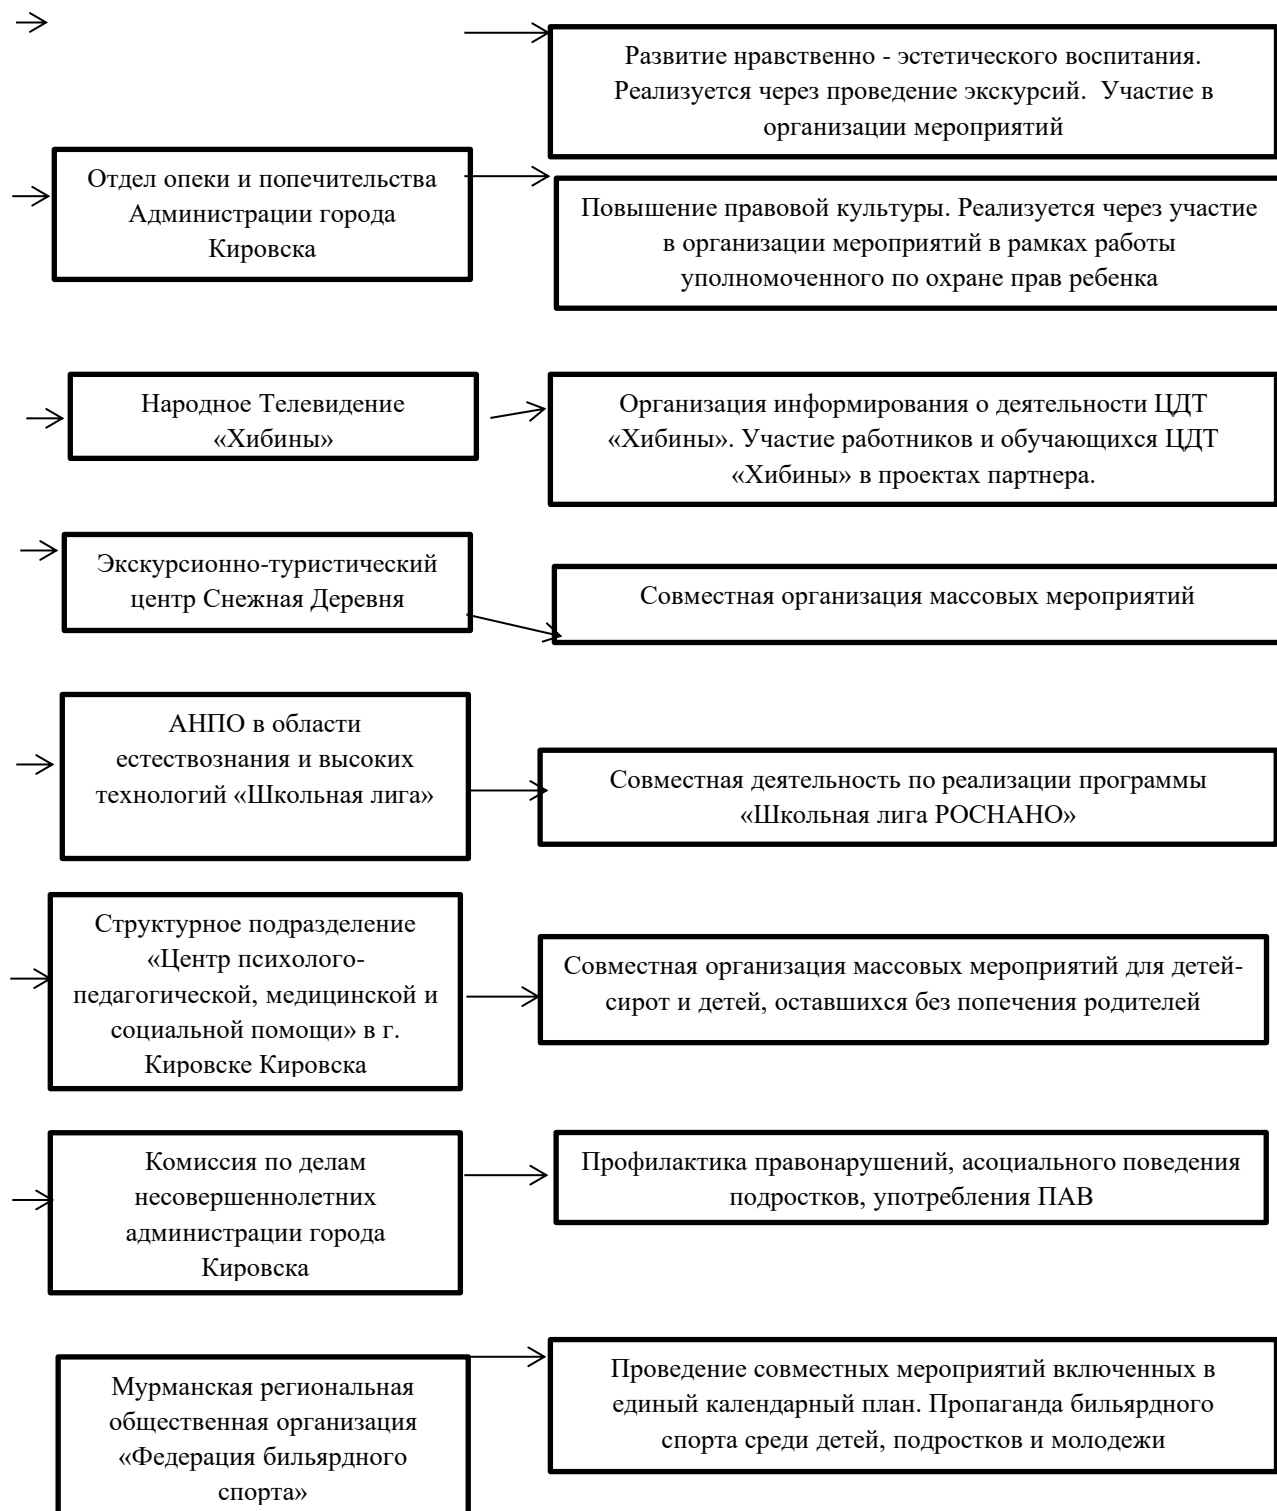 Развитие нравственно - эстетического воспитания.
Реализуется через проведение экскурсий. Участие в
организации мероприятий
Отдел опеки и попечительства
Администрации города
Кировска
Повышение правовой культуры. Реализуется через участие
в организации мероприятий в рамках работы
уполномоченного по охране прав ребенка
Народное Телевидение
«Хибины»
Организация информирования о деятельности ЦДТ
«Хибины». Участие работников и обучающихся ЦДТ
«Хибины» в проектах партнера.
Экскурсионно-туристический
центр Снежная Деревня
Совместная организация массовых мероприятий
АНПО в области
естествознания и высоких
технологий «Школьная лига»
Совместная деятельность по реализации программы
«Школьная лига РОСНАНО»
Структурное подразделение
«Центр психолого-
педагогической, медицинской и
социальной помощи» в г.
Кировске Кировска
Совместная организация массовых мероприятий для детей-
сирот и детей, оставшихся без попечения родителей
Комиссия по делам
несовершеннолетних
администрации города
Кировска
Профилактика правонарушений, асоциального поведения
подростков, употребления ПАВ
Мурманская региональная
общественная организация
«Федерация бильярдного
спорта»
Проведение совместных мероприятий включенных в
единый календарный план. Пропаганда бильярдного
спорта среди детей, подростков и молодежи